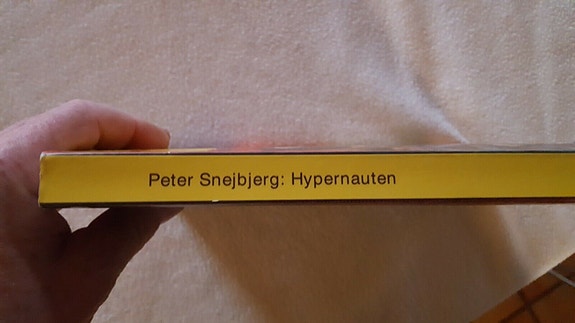 Peter Snejbjerg: Hypernauten